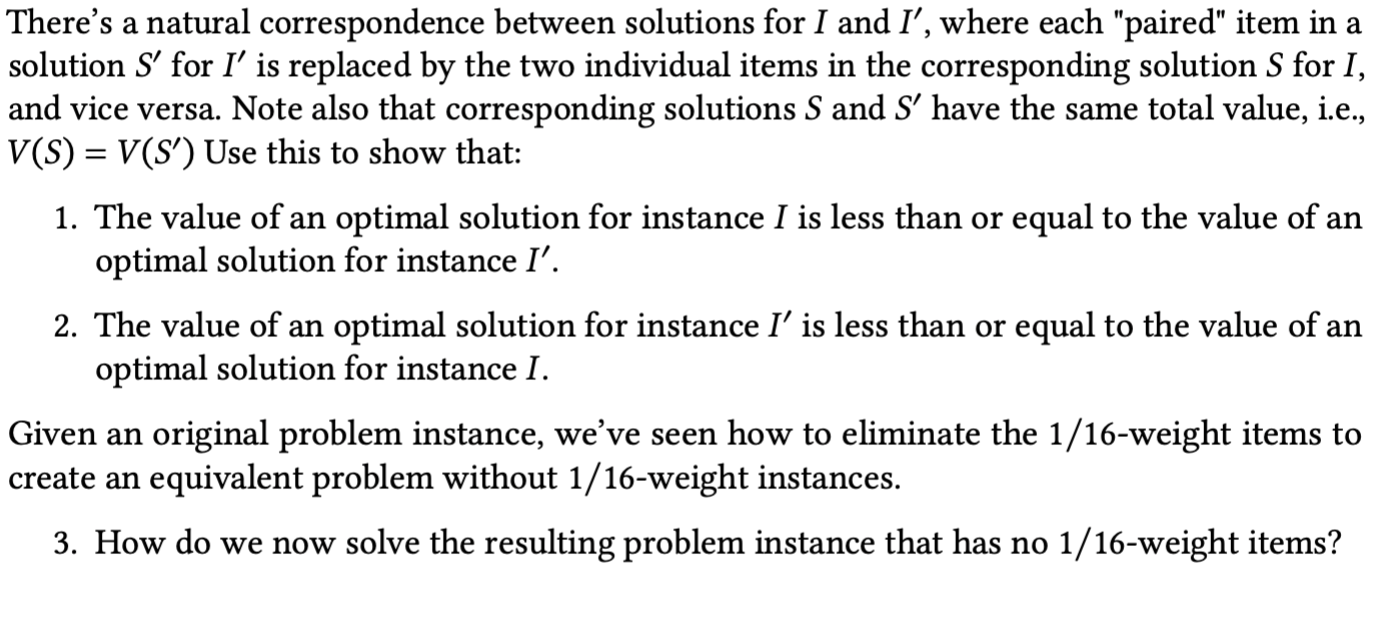 There's a natural correspondence between solutions for I and I′, where each "paired" item in a
solution S′ for I′ is replaced by the two individual items in the corresponding solution S for I,
and vice versa. Note also that corresponding solutions S and S′ have the same total value, i.e.,
V(S) = V(S′) Use this to show that:
1. The value of an optimal solution for instance I is less than or equal to the value of an
optimal solution for instance I′.
2. The value of an optimal solution for instance I′ is less than or equal to the value of an
optimal solution for instance I.
Given an original problem instance, we've seen how to eliminate the 1/16-weight items to
create an equivalent problem without 1/16-weight instances.
3. How do we now solve the resulting problem instance that has no 1/16-weight items?